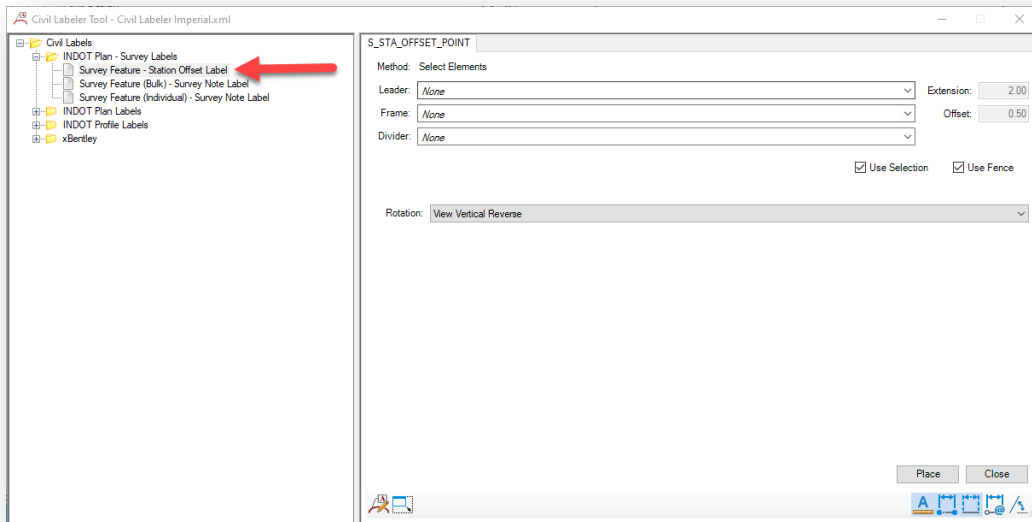 Civil Labeler Tool - Civil Labeler Imperial.xml
Civil Labels
INDOT Plan - Survey Labels
Survey Feature - Station Offset Label
Survey Feature (Bulk) - Survey Note Label
Survey Feature (Individual) - Survey Note Label
INDOT Plan Labels
INDOT Profile Labels
xBentley
S_STA_OFFSET_POINT
Method: Select Elements
Leader: None Extension: 2.00
Frame: None Offset: 0.50
Divider: None
Use Selection Use Fence
Rotation: View Vertical Reverse
Place Close